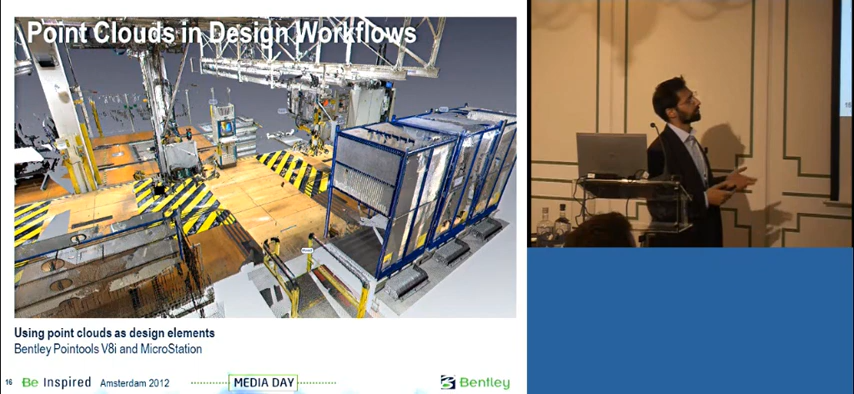 Point Clouds in Design Workflows
Using point clouds as design elements
Bentley Pointools V8i and MicroStation
16 Be Inspired Amsterdam 2012 MEDIA DAY Bentley